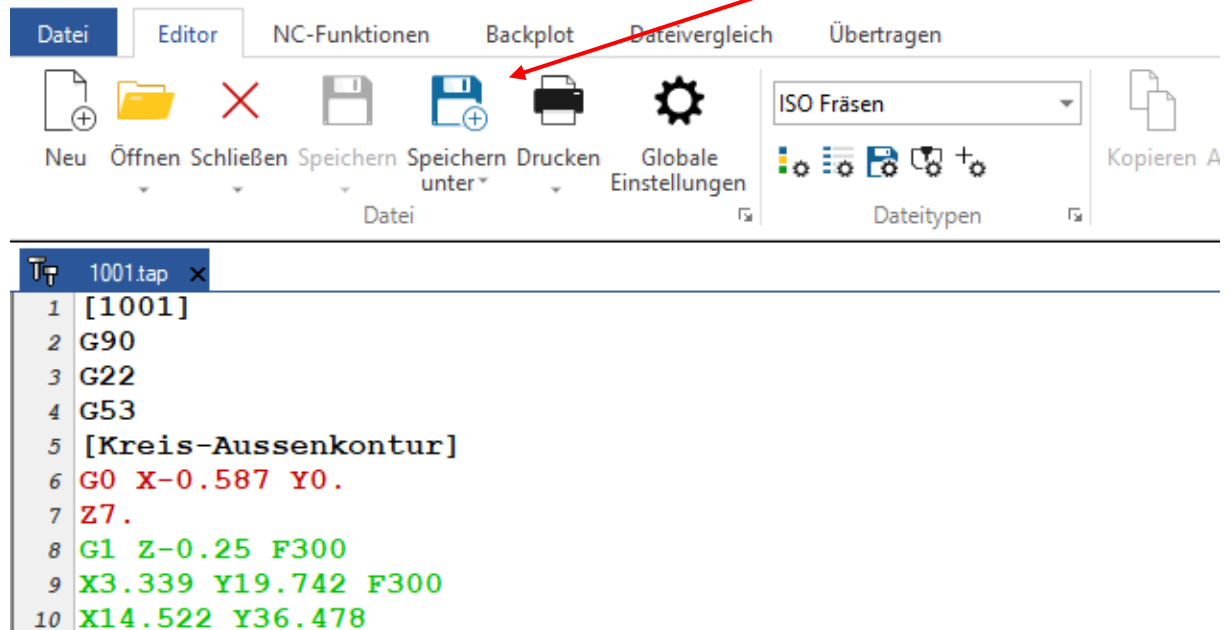 Datei Editor NC-Funktionen Backplot Dateivergleich Übertragen
ISO Fräsen
Neu Öffnen Schließen Speichern Speichern unter Drucken Globale Einstellungen Kopieren A
Datei Dateitypen
1001.tap
1 [1001]
2 G90
3 G22
4 G53
5 [Kreis-Aussenkontur]
6 G0 X-0.587 Y0.
7 Z7.
8 G1 Z-0.25 F300
9 X3.339 Y19.742 F300
10 X14.522 Y36.478